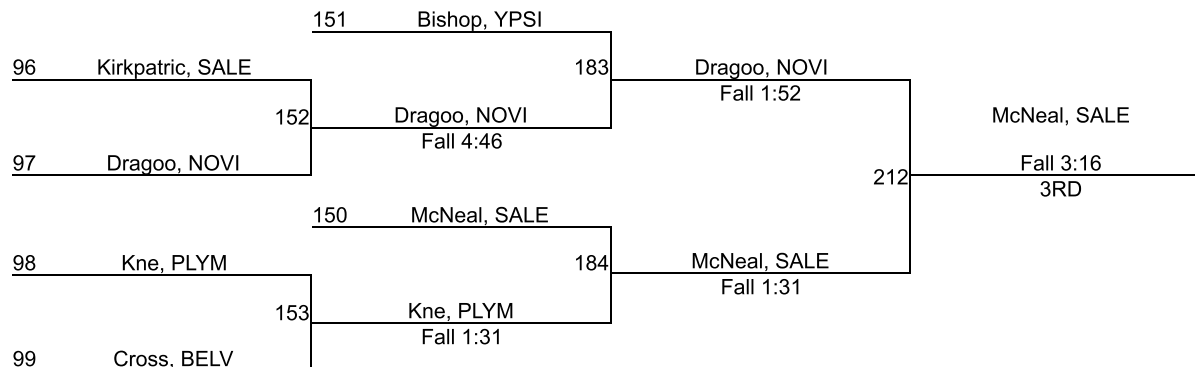 151 Bishop, YPSI
96 Kirkpatric, SALE
183
Dragoo, NOVI
Fall 1:52
152
Dragoo, NOVI
Fall 4:46
McNeal, SALE
97 Dragoo, NOVI
Fall 3:16
212
3RD
150 McNeal, SALE
98 Kne, PLYM
184
McNeal, SALE
Fall 1:31
153
Kne, PLYM
Fall 1:31
99 Cross, BELV